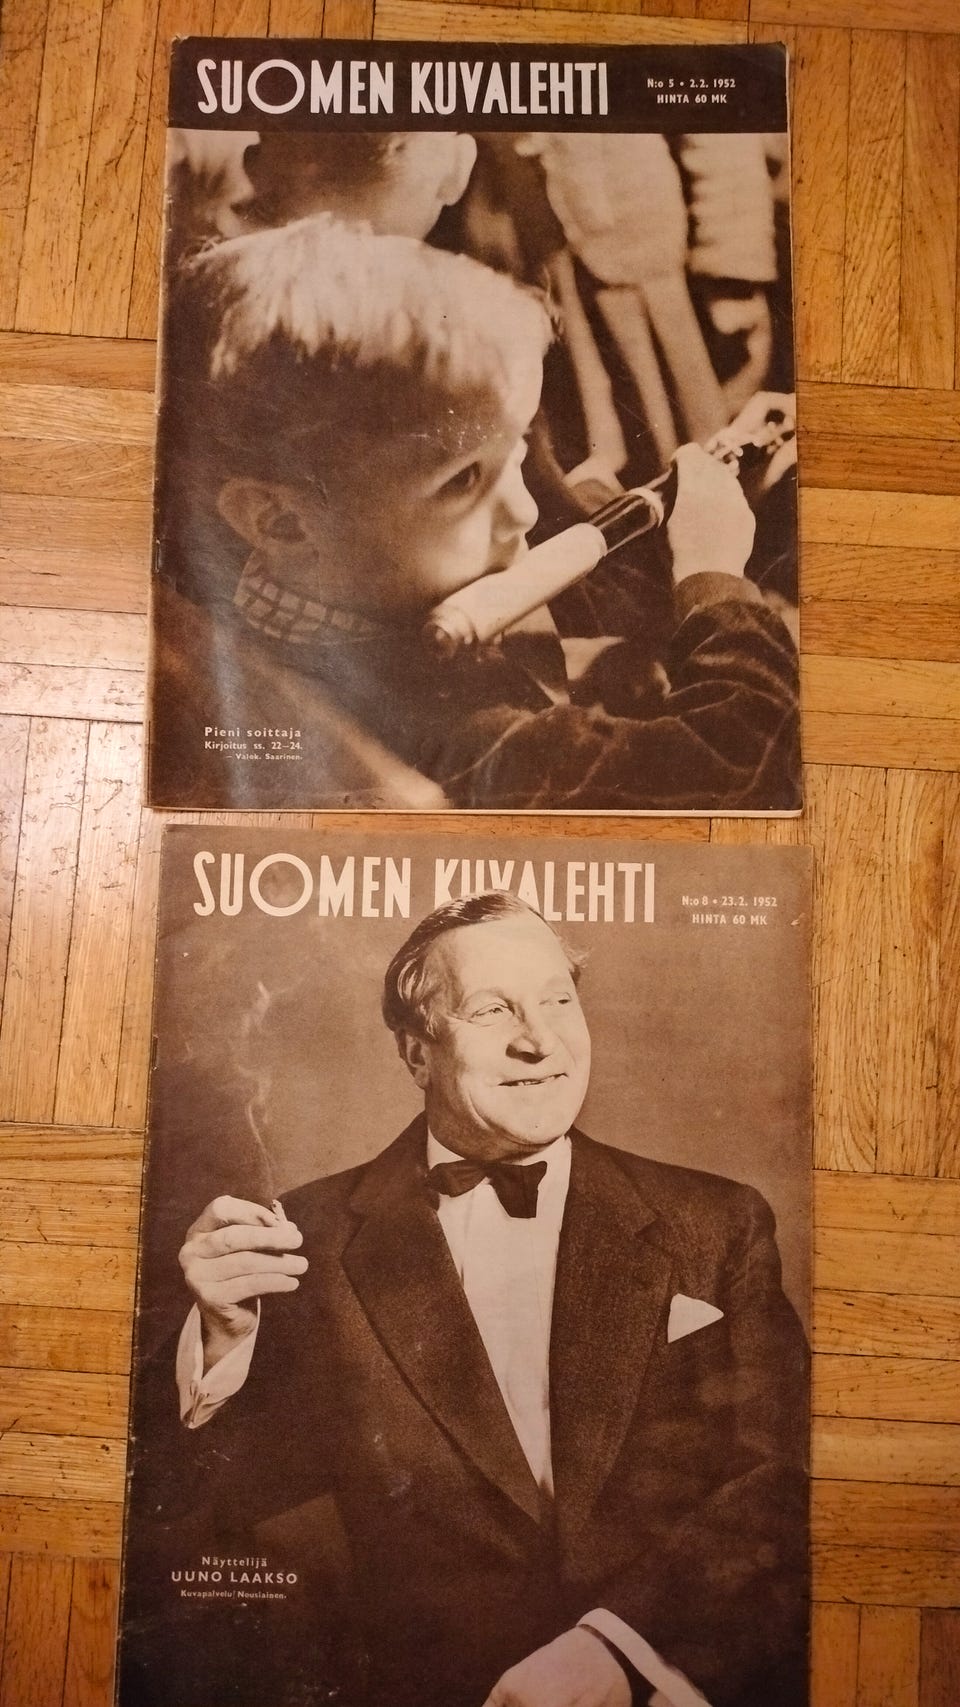 SUOMEN KUVALEHTI
N:o 5 • 2.2. 1952
HINTA 60 MK
Pieni soittaja
Kirjoitus ss. 22—24.
— Valok. Saarinen.
SUOMEN KUVALEHTI
N:o 8 • 23.2. 1952
HINTA 60 MK
Näyttelijä
UUNO LAAKSO
Kuvapalvelu/ Nousiainen.